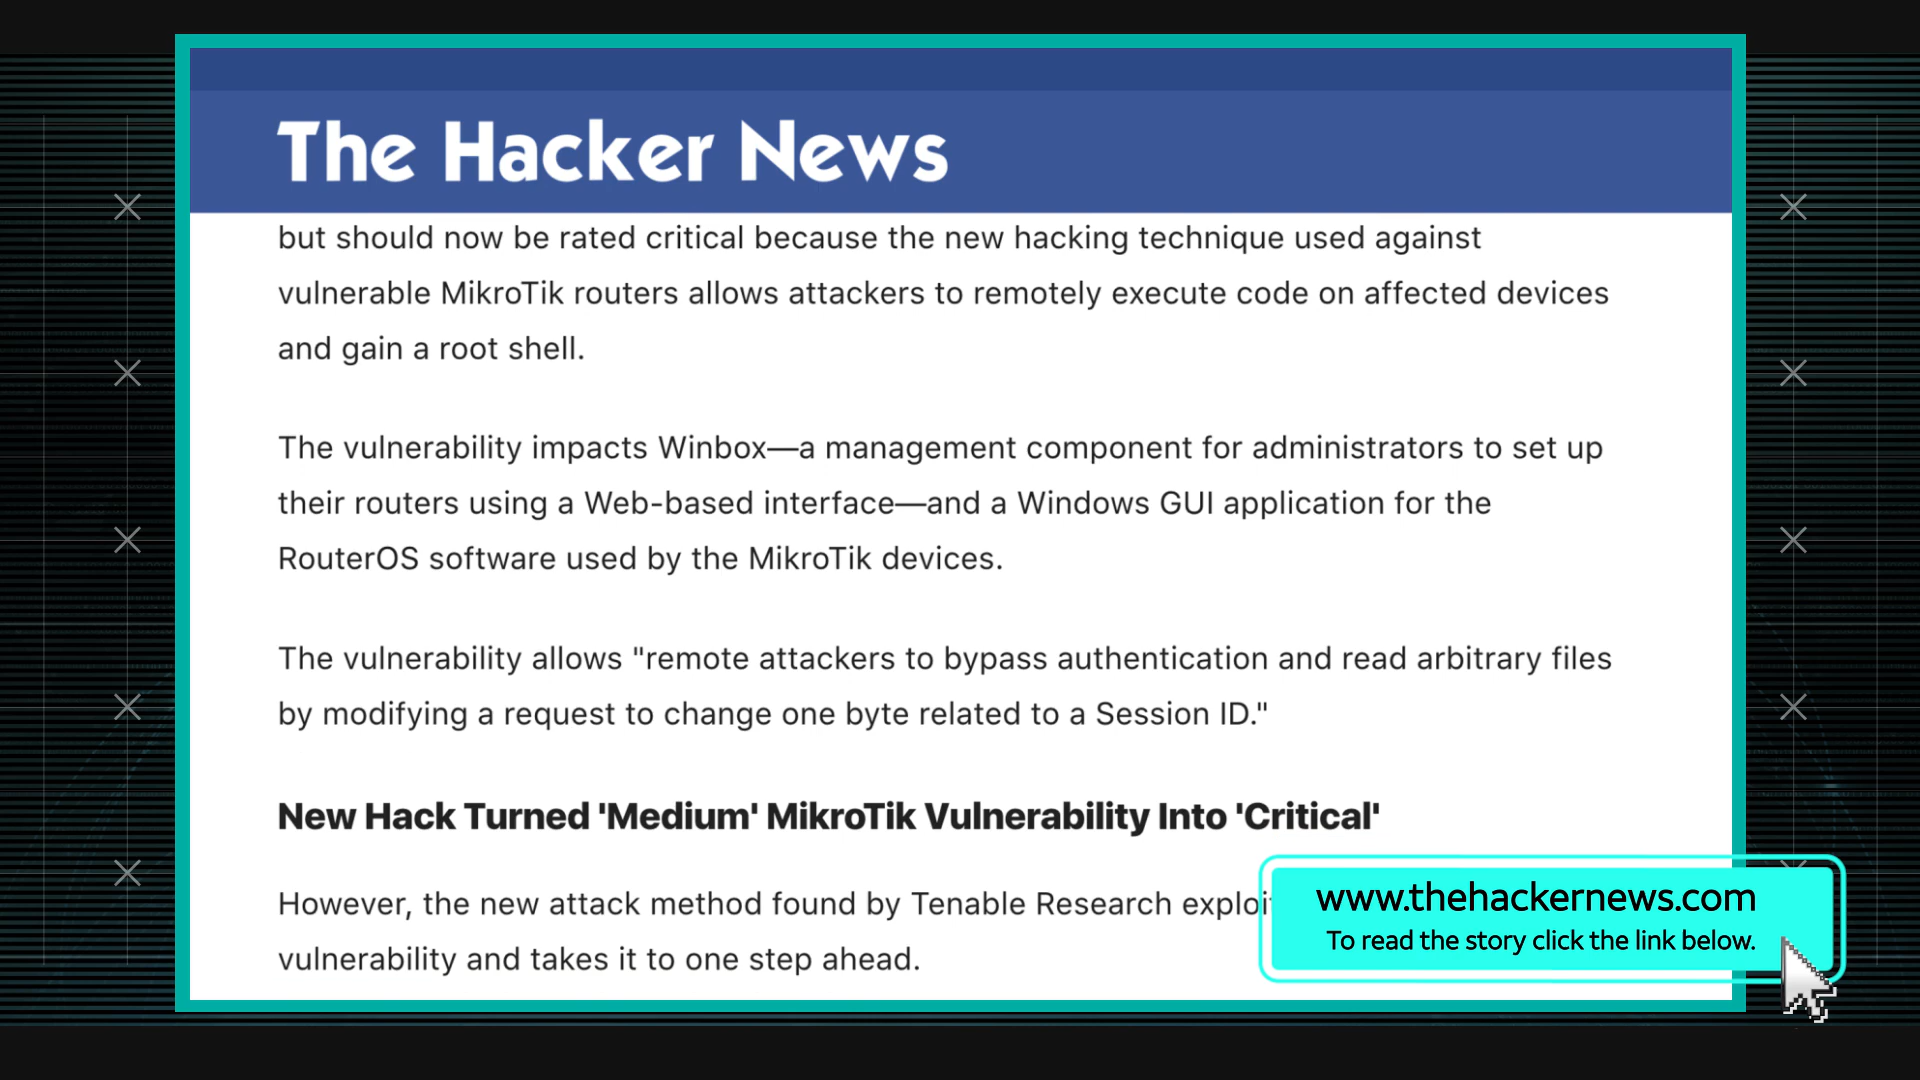 The Hacker News
but should now be rated critical because the new hacking technique used against
vulnerable MikroTik routers allows attackers to remotely execute code on affected devices
and gain a root shell.
The vulnerability impacts Winbox—a management component for administrators to set up
their routers using a Web-based interface—and a Windows GUI application for the
RouterOS software used by the MikroTik devices.
The vulnerability allows "remote attackers to bypass authentication and read arbitrary files
by modifying a request to change one byte related to a Session ID."
New Hack Turned 'Medium' MikroTik Vulnerability Into 'Critical'
However, the new attack method found by Tenable Research
vulnerability and takes it to one step ahead.
www.thehackernews.com
To read the story click the link below.